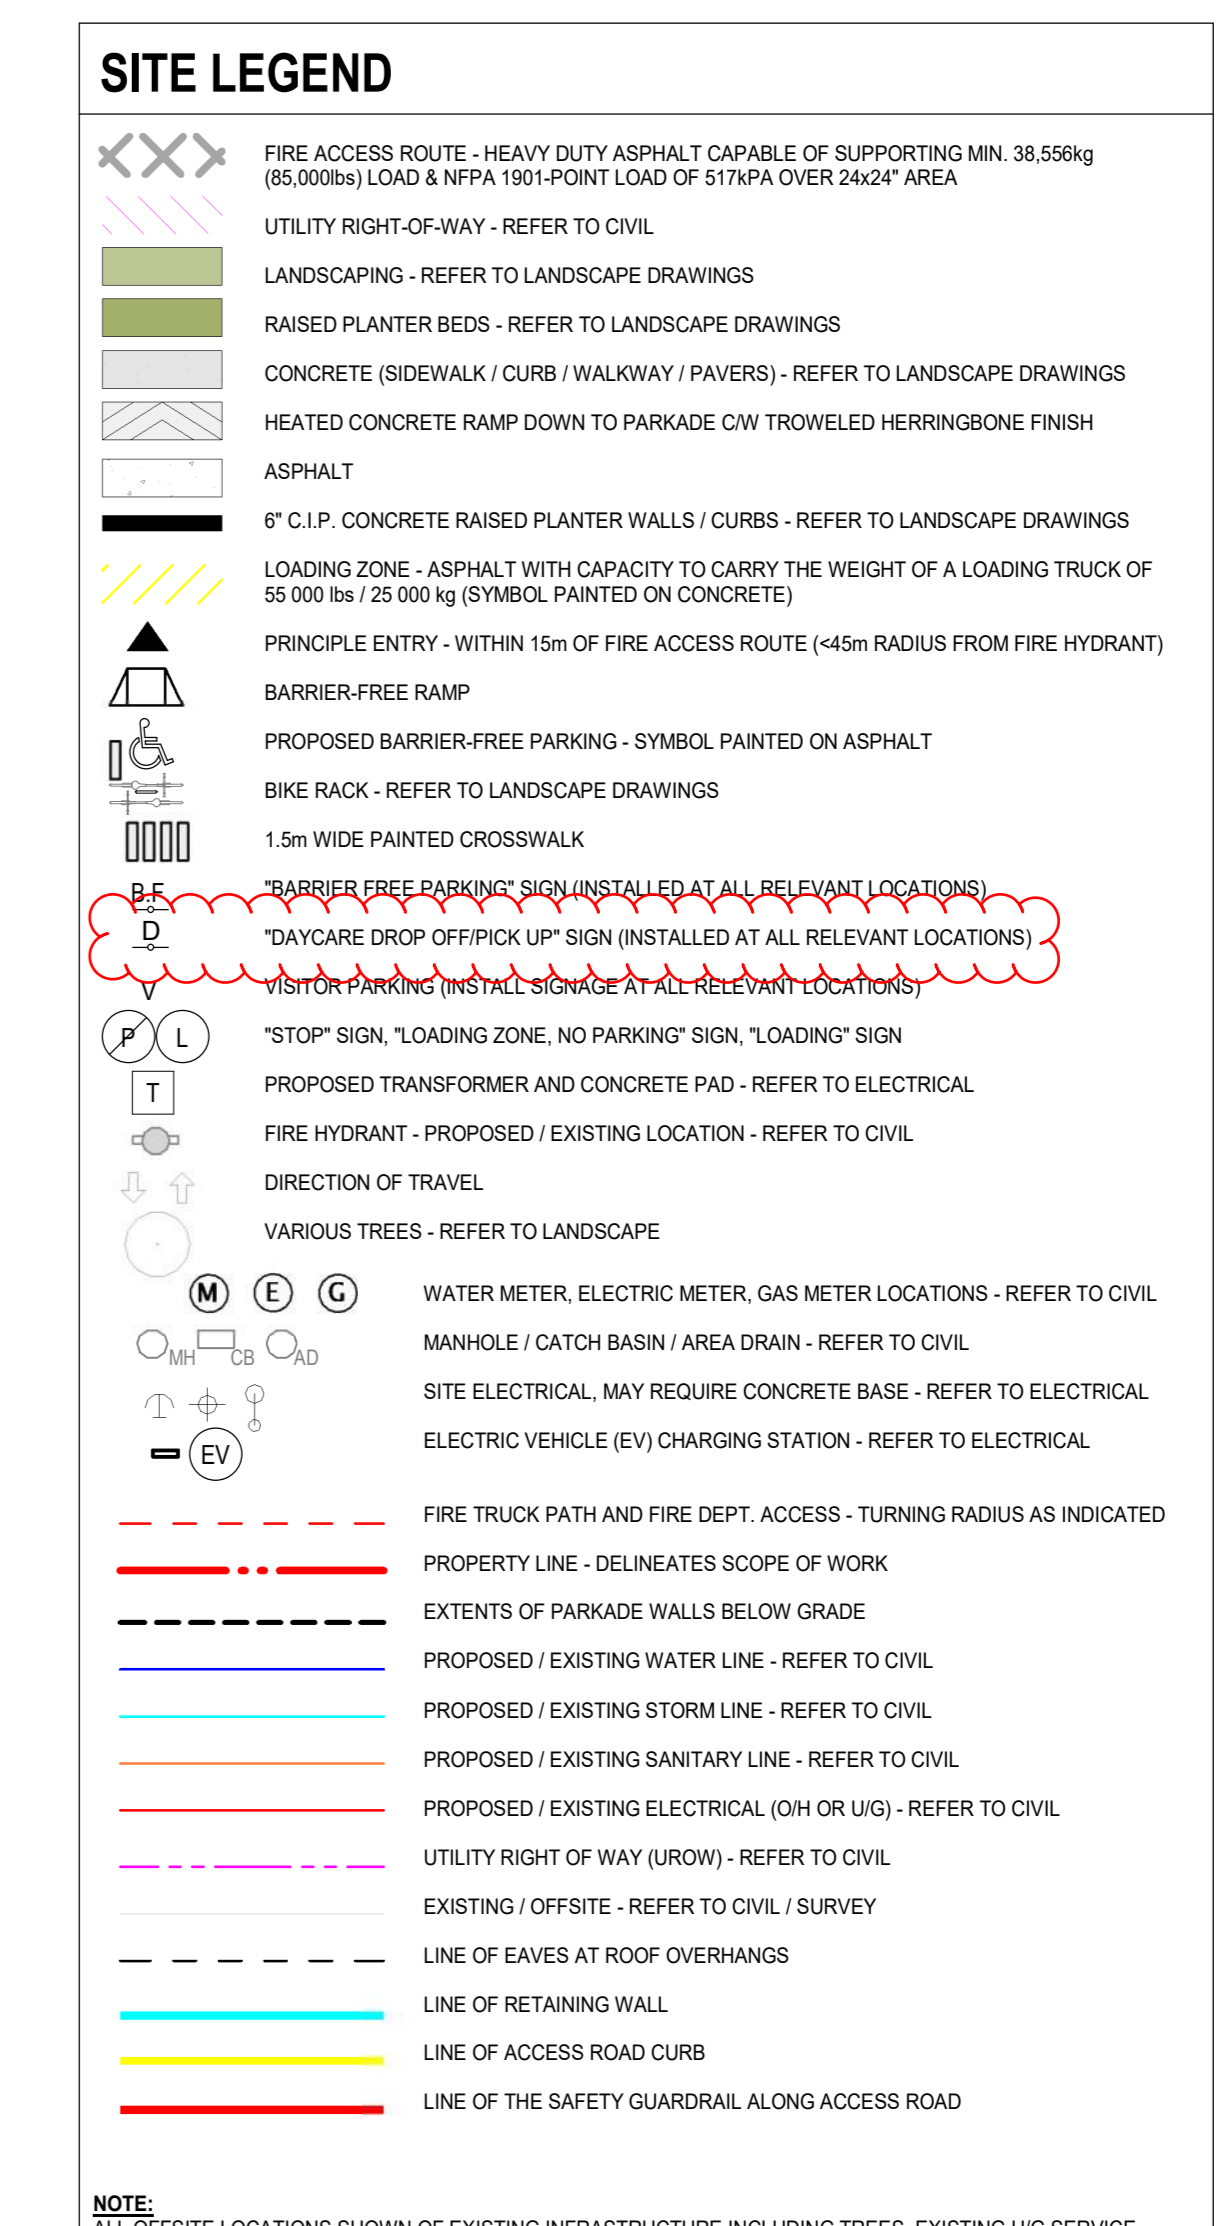 SITE LEGEND
FIRE ACCESS ROUTE - HEAVY DUTY ASPHALT CAPABLE OF SUPPORTING MIN. 38,556kg
(85,000lbs) LOAD & NFPA 1901-POINT LOAD OF 517kPA OVER 24x24" AREA
UTILITY RIGHT-OF-WAY - REFER TO CIVIL
LANDSCAPING - REFER TO LANDSCAPE DRAWINGS
RAISED PLANTER BEDS - REFER TO LANDSCAPE DRAWINGS
CONCRETE (SIDEWALK / CURB / WALKWAY / PAVERS) - REFER TO LANDSCAPE DRAWINGS
HEATED CONCRETE RAMP DOWN TO PARKADE C/W TROWELED HERRINGBONE FINISH
ASPHALT
6" C.I.P. CONCRETE RAISED PLANTER WALLS / CURBS - REFER TO LANDSCAPE DRAWINGS
LOADING ZONE - ASPHALT WITH CAPACITY TO CARRY THE WEIGHT OF A LOADING TRUCK OF
55 000 lbs / 25 000 kg (SYMBOL PAINTED ON CONCRETE)
PRINCIPLE ENTRY - WITHIN 15m OF FIRE ACCESS ROUTE (<45m RADIUS FROM FIRE HYDRANT)
BARRIER-FREE RAMP
PROPOSED BARRIER-FREE PARKING - SYMBOL PAINTED ON ASPHALT
BIKE RACK - REFER TO LANDSCAPE DRAWINGS
1.5m WIDE PAINTED CROSSWALK
B.F "BARRIER FREE PARKING" SIGN (INSTALLED AT ALL RELEVANT LOCATIONS)
D "DAYCARE DROP OFF/PICK UP" SIGN (INSTALLED AT ALL RELEVANT LOCATIONS)
V VISITOR PARKING (INSTALL SIGNAGE AT ALL RELEVANT LOCATIONS)
P L "STOP" SIGN, "LOADING ZONE, NO PARKING" SIGN, "LOADING" SIGN
T PROPOSED TRANSFORMER AND CONCRETE PAD - REFER TO ELECTRICAL
FIRE HYDRANT - PROPOSED / EXISTING LOCATION - REFER TO CIVIL
DIRECTION OF TRAVEL
VARIOUS TREES - REFER TO LANDSCAPE
M E G WATER METER, ELECTRIC METER, GAS METER LOCATIONS - REFER TO CIVIL
MH CB AD MANHOLE / CATCH BASIN / AREA DRAIN - REFER TO CIVIL
SITE ELECTRICAL, MAY REQUIRE CONCRETE BASE - REFER TO ELECTRICAL
EV ELECTRIC VEHICLE (EV) CHARGING STATION - REFER TO ELECTRICAL
FIRE TRUCK PATH AND FIRE DEPT. ACCESS - TURNING RADIUS AS INDICATED
PROPERTY LINE - DELINEATES SCOPE OF WORK
EXTENTS OF PARKADE WALLS BELOW GRADE
PROPOSED / EXISTING WATER LINE - REFER TO CIVIL
PROPOSED / EXISTING STORM LINE - REFER TO CIVIL
PROPOSED / EXISTING SANITARY LINE - REFER TO CIVIL
PROPOSED / EXISTING ELECTRICAL (O/H OR U/G) - REFER TO CIVIL
UTILITY RIGHT OF WAY (UROW) - REFER TO CIVIL
EXISTING / OFFSITE - REFER TO CIVIL / SURVEY
LINE OF EAVES AT ROOF OVERHANGS
LINE OF RETAINING WALL
LINE OF ACCESS ROAD CURB
LINE OF THE SAFETY GUARDRAIL ALONG ACCESS ROAD
NOTE:
ALL OFFSITE LOCATIONS SHOWN OF EXISTING INFRASTRUCTURE INCLUDING TREES, EXISTING U/G SERVICE